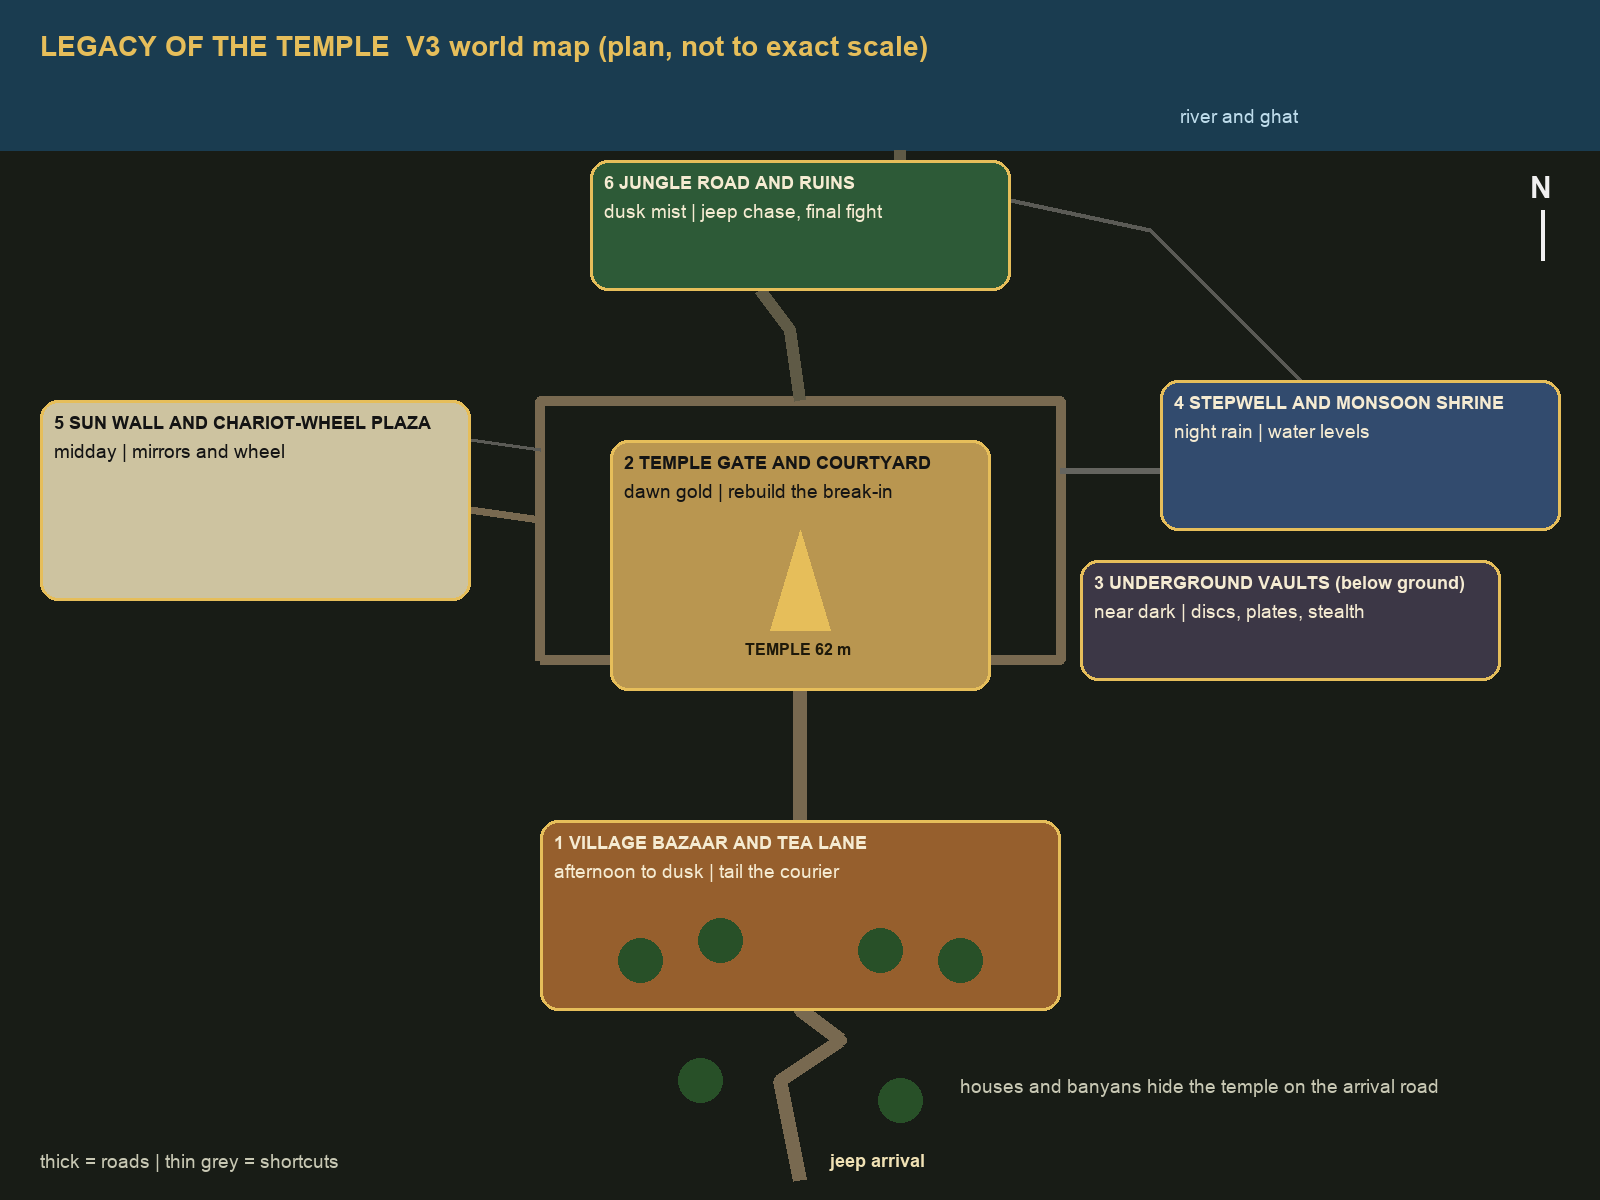 LEGACY OF THE TEMPLE  V3 world map (plan, not to exact scale)
river and ghat
N
6 JUNGLE ROAD AND RUINS
dusk mist | jeep chase, final fight
5 SUN WALL AND CHARIOT-WHEEL PLAZA
midday | mirrors and wheel
2 TEMPLE GATE AND COURTYARD
dawn gold | rebuild the break-in
TEMPLE 62 m
4 STEPWELL AND MONSOON SHRINE
night rain | water levels
3 UNDERGROUND VAULTS (below ground)
near dark | discs, plates, stealth
1 VILLAGE BAZAAR AND TEA LANE
afternoon to dusk | tail the courier
houses and banyans hide the temple on the arrival road
thick = roads | thin grey = shortcuts
jeep arrival